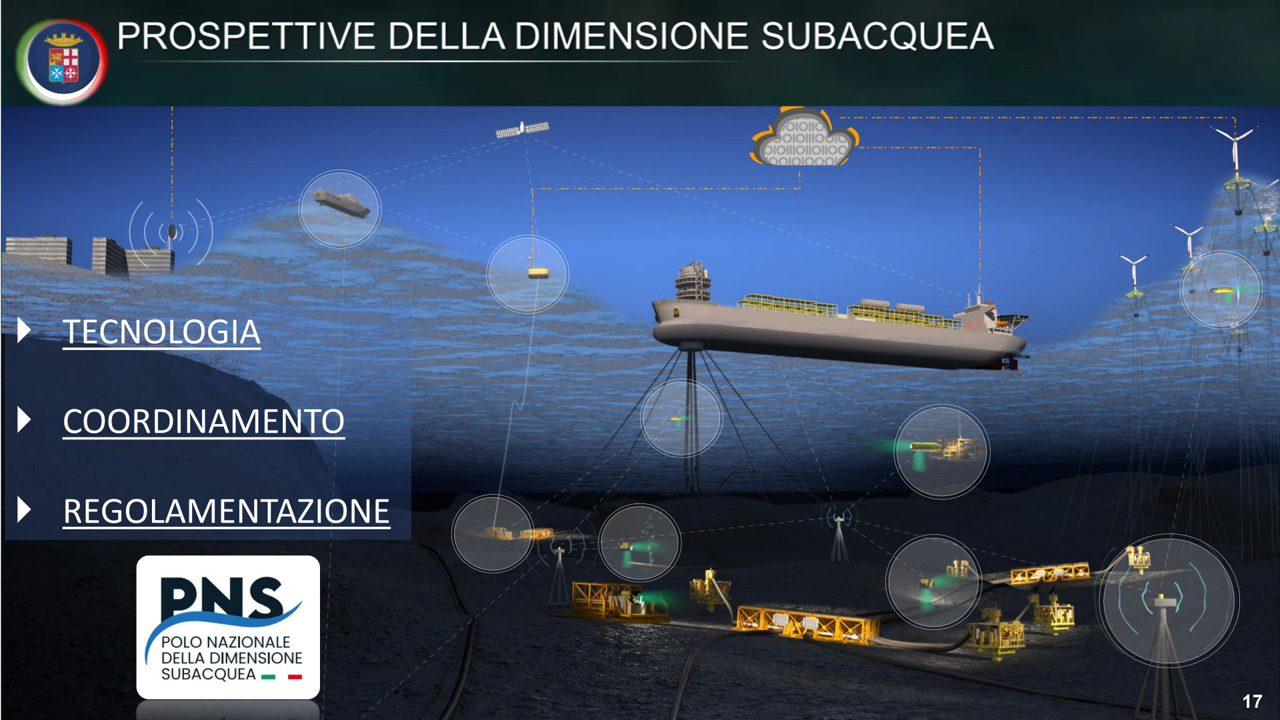 PROSPETTIVE DELLA DIMENSIONE SUBACQUEA
TECNOLOGIA
COORDINAMENTO
REGOLAMENTAZIONE
PNS
POLO NAZIONALE
DELLA DIMENSIONE
SUBACQUEA
17